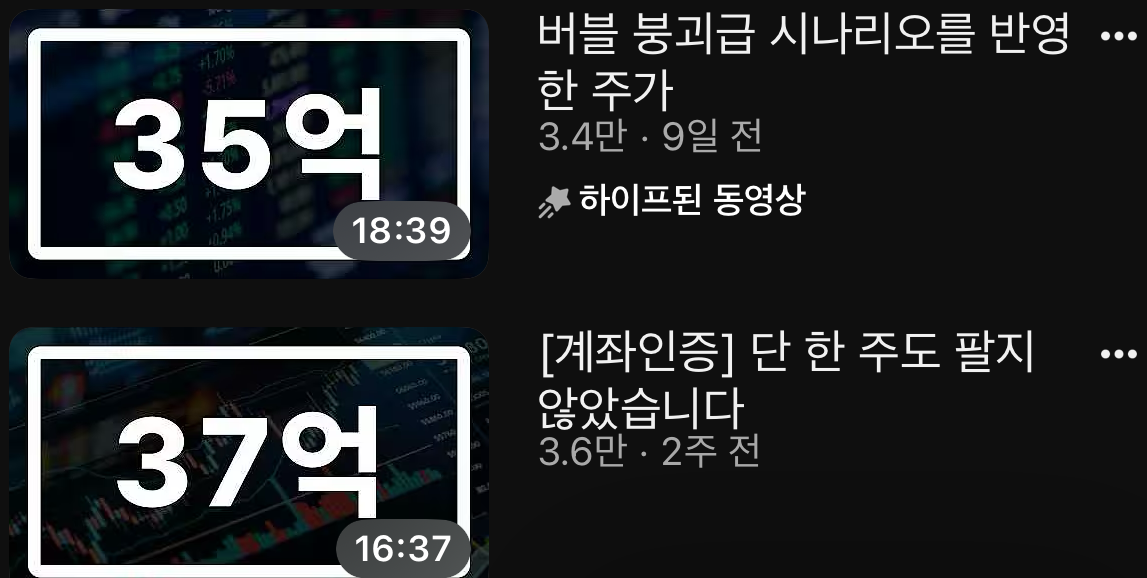 35억
18:39
버블 붕괴급 시나리오를 반영
한 주가
3.4만 · 9일 전
하이프된 동영상
37억
16:37
[계좌인증] 단 한 주도 팔지
않았습니다
3.6만 · 2주 전